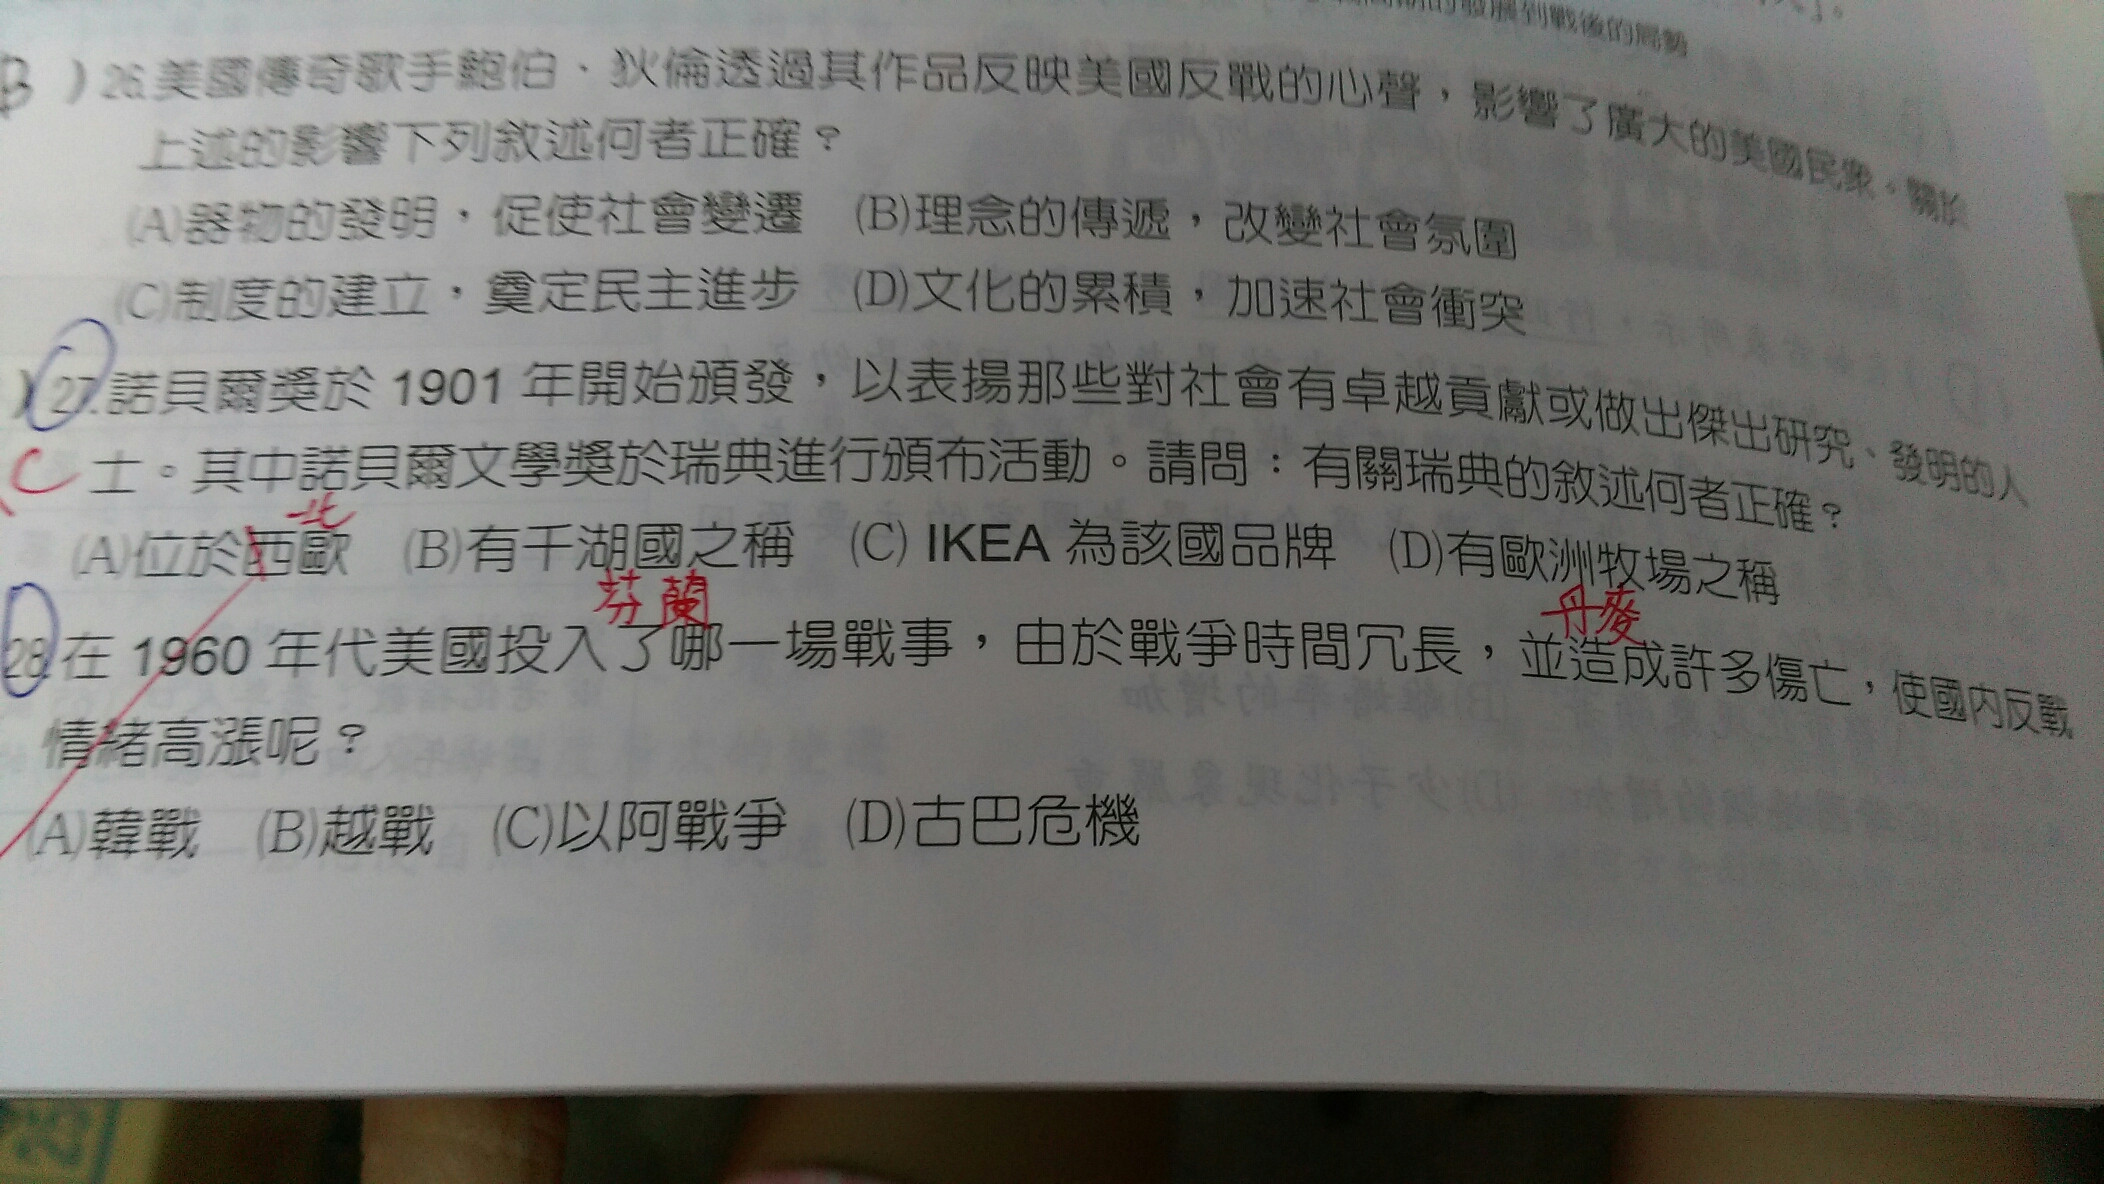 的發展到戰後的局勢
B )26.美國傳奇歌手鮑伯．狄倫透過其作品反映美國反戰的心聲，影響了廣大的美國民眾。關於
上述的影響下列敘述何者正確？
(A)器物的發明，促使社會變遷 (B)理念的傳遞，改變社會氛圍
(C)制度的建立，奠定民主進步 (D)文化的累積，加速社會衝突
)27.諾貝爾獎於 1901 年開始頒發，以表揚那些對社會有卓越貢獻或做出傑出研究、發明的人
C 士。其中諾貝爾文學獎於瑞典進行頒布活動。請問：有關瑞典的敘述何者正確？
北
(A)位於西歐 (B)有千湖國之稱 (C) IKEA 為該國品牌 (D)有歐洲牧場之稱
芬蘭 丹麥
28.在 1960 年代美國投入了哪一場戰事，由於戰爭時間冗長，並造成許多傷亡，使國內反戰
情緒高漲呢？
(A)韓戰 (B)越戰 (C)以阿戰爭 (D)古巴危機